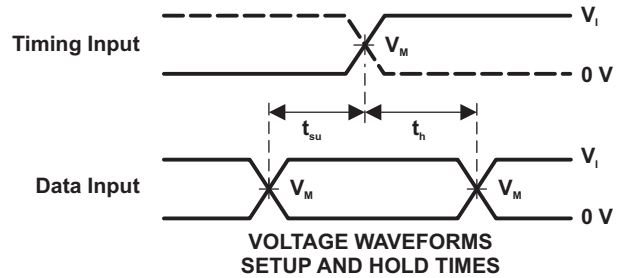 V_I
Timing Input
V_M
0 V
t_su
t_h
V_I
Data Input
V_M
V_M
0 V
VOLTAGE WAVEFORMS
SETUP AND HOLD TIMES